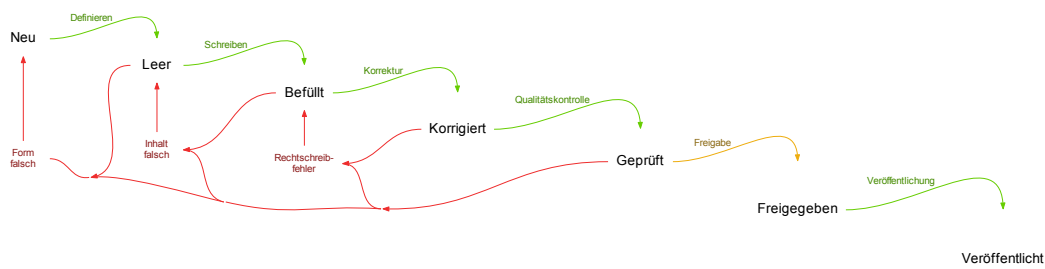 Definieren
Neu
Schreiben
Leer
Korrektur
Befüllt
Qualitätskontrolle
Korrigiert
Inhalt
falsch
Form
falsch
Rechtschreib-
fehler
Freigabe
Geprüft
Veröffentlichung
Freigegeben
Veröffentlicht